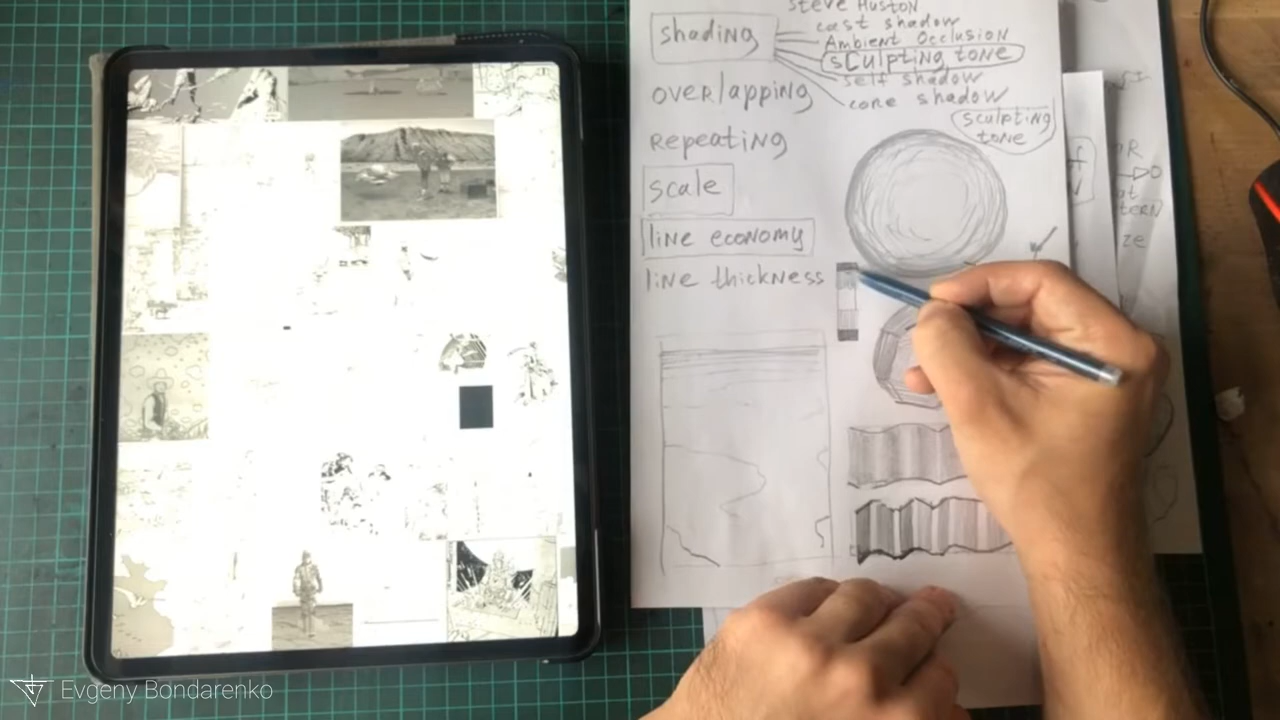 steve Huston
shading
cast shadow
Ambient Occlusion
sculpting tone
self shadow
core shadow
overlapping
sculpting
tone
Repeating
scale
line economy
line thickness
Evgeny Bondarenko